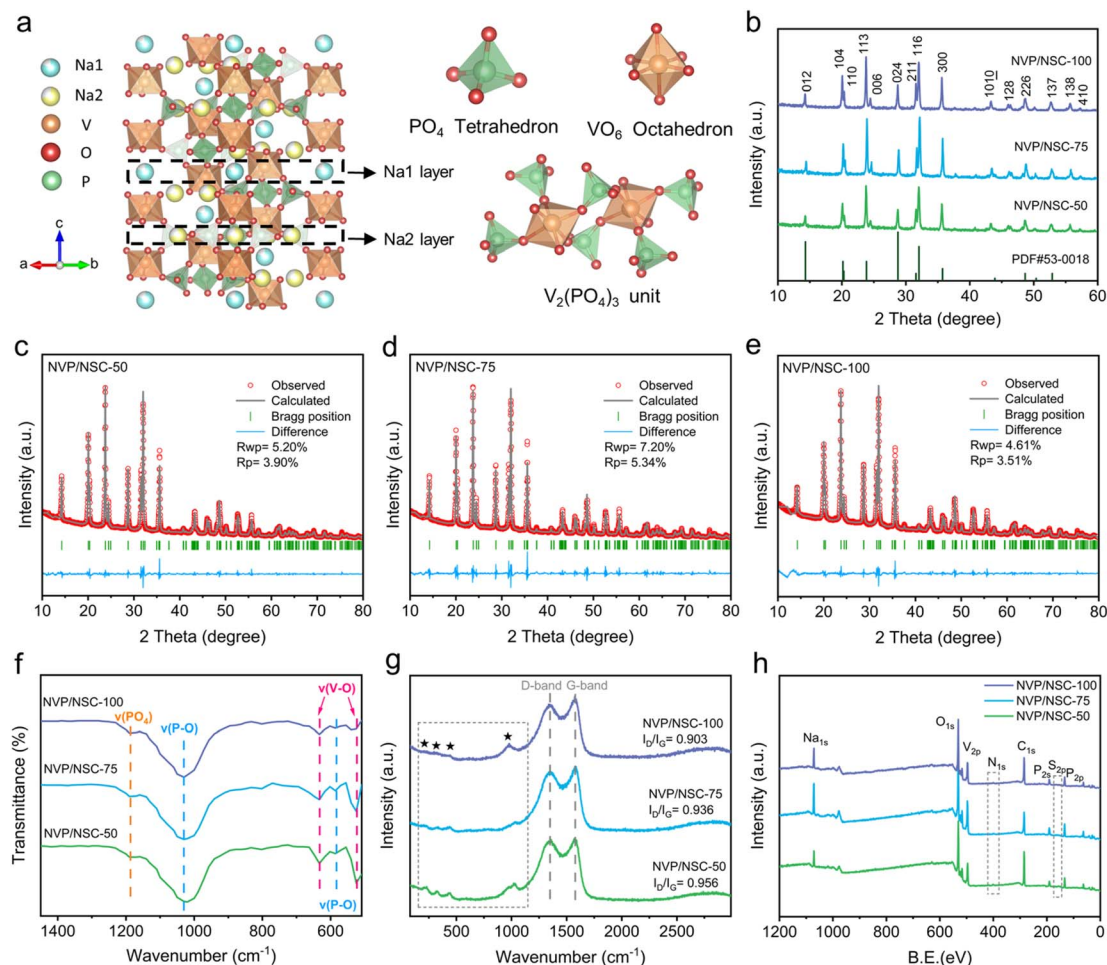 a
Na1
Na2
V
O
P
c
a
b
Na1 layer
Na2 layer
PO₄ Tetrahedron
VO₆ Octahedron
V₂(PO₄)₃ unit
b
Intensity (a.u.)
012
104
110
113
006
024
211
116
300
1010
128
226
137
138
410
NVP/NSC-100
NVP/NSC-75
NVP/NSC-50
PDF#53-0018
10 20 30 40 50 60
2 Theta (degree)
c
NVP/NSC-50
Observed
Calculated
Bragg position
Difference
Rwp= 5.20%
Rp= 3.90%
Intensity (a.u.)
10 20 30 40 50 60 70 80
2 Theta (degree)
d
NVP/NSC-75
Observed
Calculated
Bragg position
Difference
Rwp= 7.20%
Rp= 5.34%
Intensity (a.u.)
10 20 30 40 50 60 70 80
2 Theta (degree)
e
NVP/NSC-100
Observed
Calculated
Bragg position
Difference
Rwp= 4.61%
Rp= 3.51%
Intensity (a.u.)
10 20 30 40 50 60 70 80
2 Theta (degree)
f
NVP/NSC-100
ν(PO₄)
ν(P-O)
ν(V-O)
NVP/NSC-75
NVP/NSC-50
ν(P-O)
Transmittance (%)
1400 1200 1000 800 600
Wavenumber (cm⁻¹)
g
D-band G-band
NVP/NSC-100
I_D/I_G= 0.903
NVP/NSC-75
I_D/I_G= 0.936
NVP/NSC-50
I_D/I_G= 0.956
Intensity (a.u.)
500 1000 1500 2000 2500
Wavenumber (cm⁻¹)
h
NVP/NSC-100
NVP/NSC-75
NVP/NSC-50
Na₁ₛ
O₁ₛ
V₂ₚ
N₁ₛ
C₁ₛ
P₂ₛ
S₂ₚ
P₂ₚ
Intensity (a.u.)
1200 1000 800 600 400 200 0
B.E.(eV)